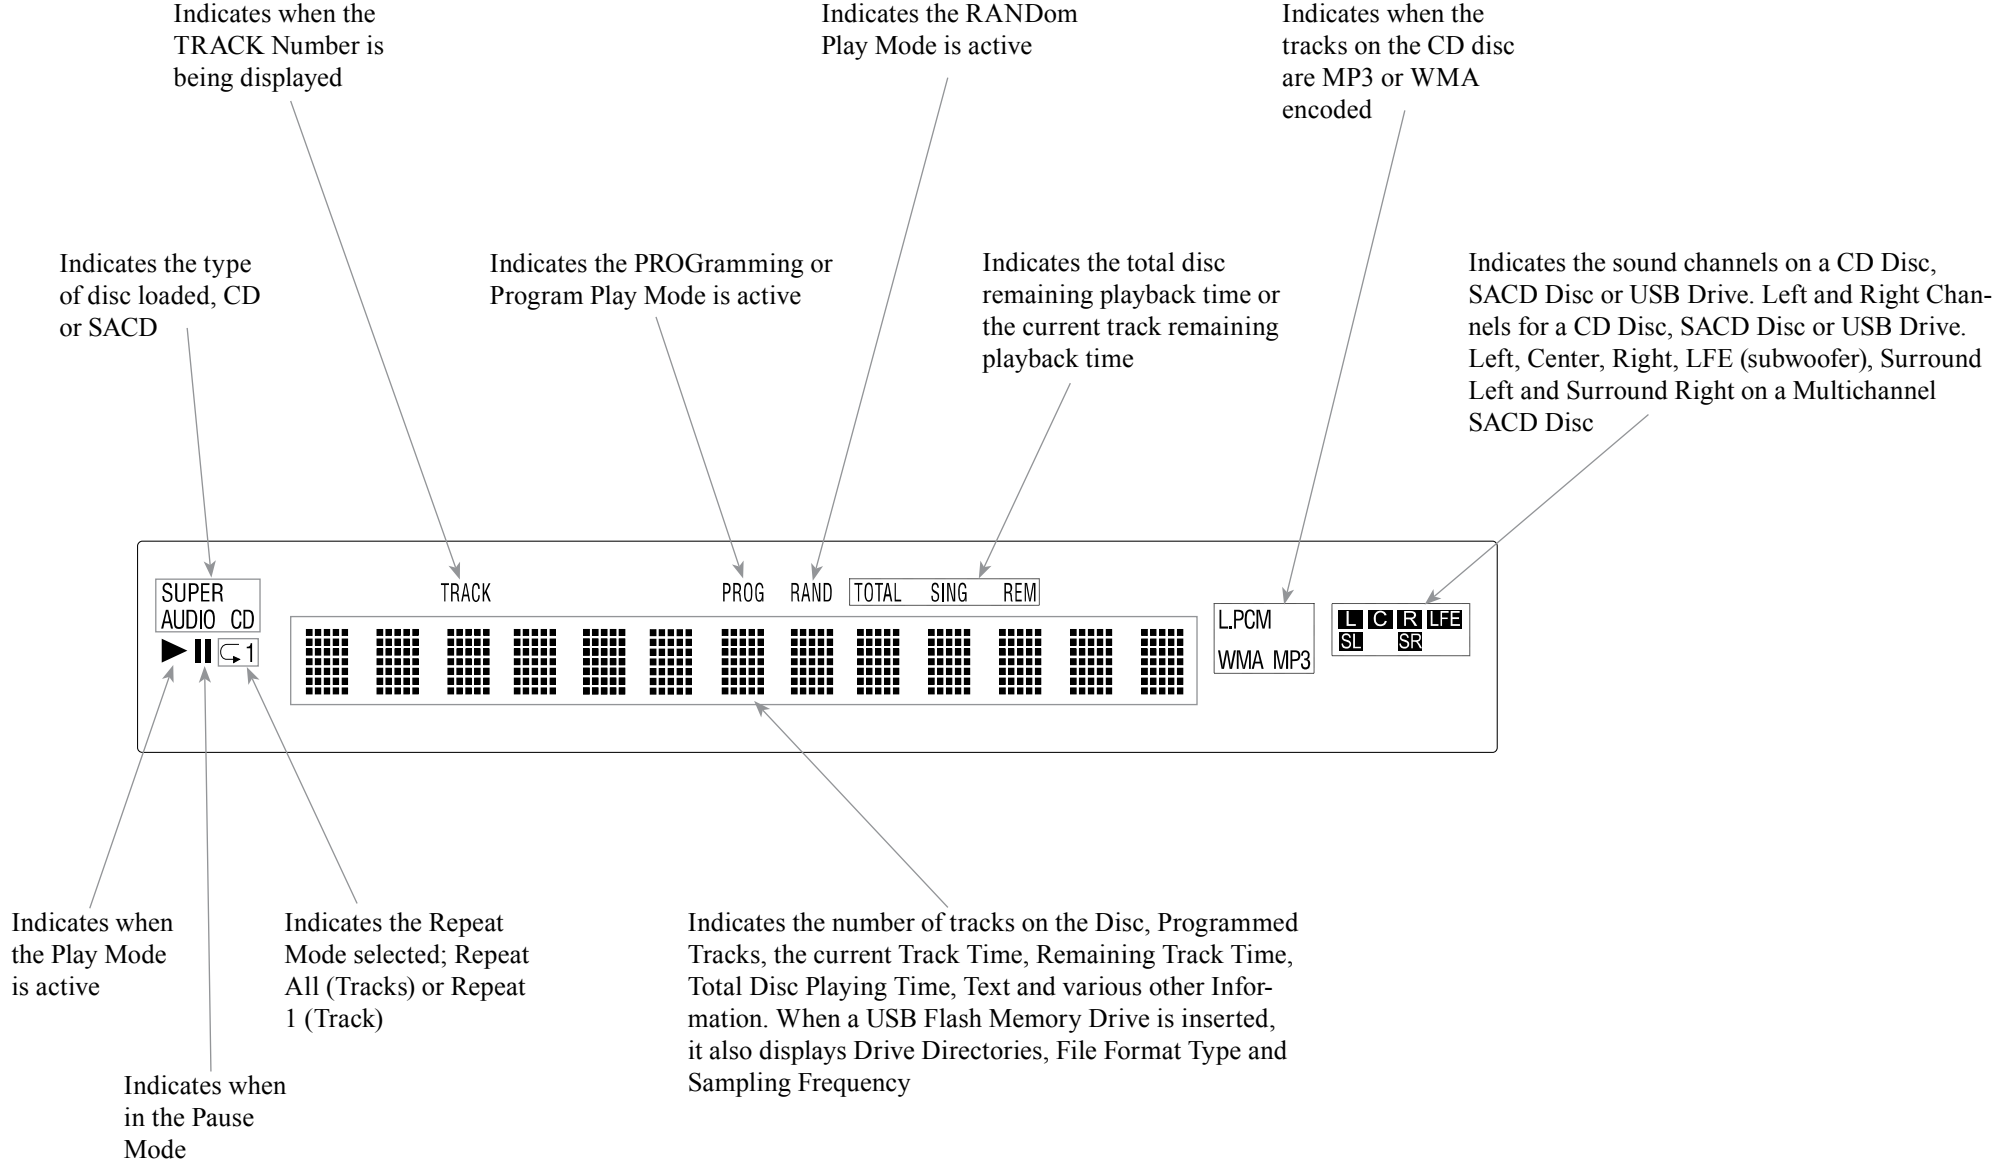 Indicates when the
TRACK Number is
being displayed
Indicates the RANDom
Play Mode is active
Indicates when the
tracks on the CD disc
are MP3 or WMA
encoded
Indicates the type
of disc loaded, CD
or SACD
Indicates the PROGramming or
Program Play Mode is active
Indicates the total disc
remaining playback time or
the current track remaining
playback time
Indicates the sound channels on a CD Disc,
SACD Disc or USB Drive. Left and Right Chan-
nels for a CD Disc, SACD Disc or USB Drive.
Left, Center, Right, LFE (subwoofer), Surround
Left and Surround Right on a Multichannel
SACD Disc
SUPER
AUDIO CD
1
TRACK
PROG
RAND
TOTAL SING REM
L.PCM
WMA MP3
L C R LFE
SL SR
Indicates when
the Play Mode
is active
Indicates the Repeat
Mode selected; Repeat
All (Tracks) or Repeat
1 (Track)
Indicates the number of tracks on the Disc, Programmed
Tracks, the current Track Time, Remaining Track Time,
Total Disc Playing Time, Text and various other Infor-
mation. When a USB Flash Memory Drive is inserted,
it also displays Drive Directories, File Format Type and
Sampling Frequency
Indicates when
in the Pause
Mode